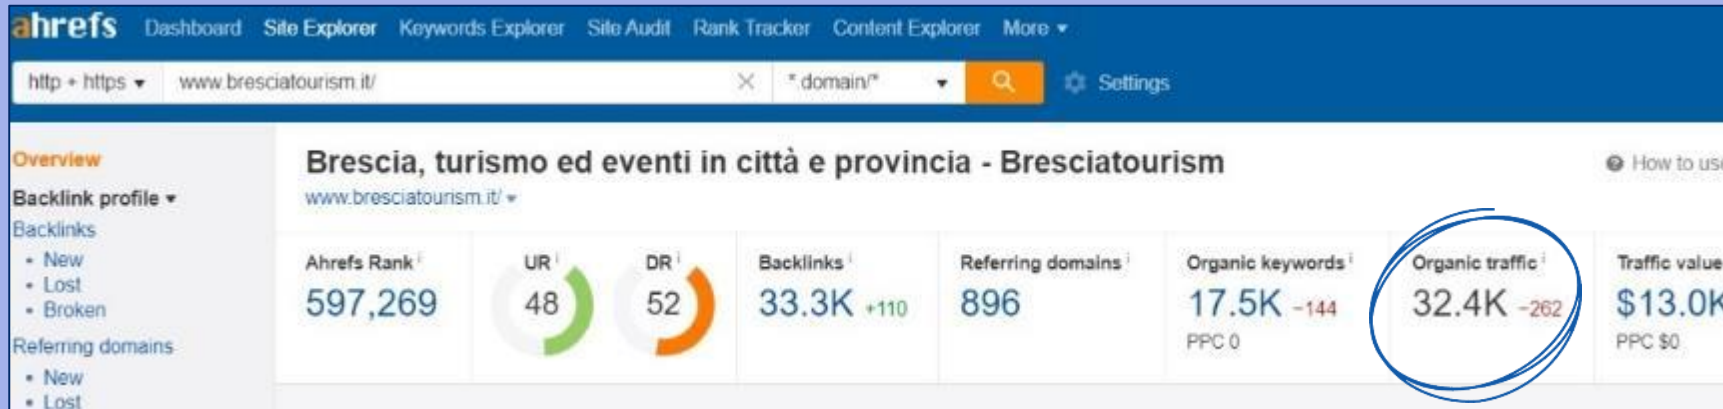 ahrefs Dashboard Site Explorer Keywords Explorer Site Audit Rank Tracker Content Explorer More
http + https www.bresciatourism.it/ *.domain/* Settings
Overview
Backlink profile
Backlinks
• New
• Lost
• Broken
Referring domains
• New
• Lost
Brescia, turismo ed eventi in città e provincia - Bresciatourism
How to use
www.bresciatourism.it/
Ahrefs Rank
597,269
UR
48
DR
52
Backlinks
33.3K +110
Referring domains
896
Organic keywords
17.5K -144
PPC 0
Organic traffic
32.4K -262
Traffic value
$13.0K
PPC $0